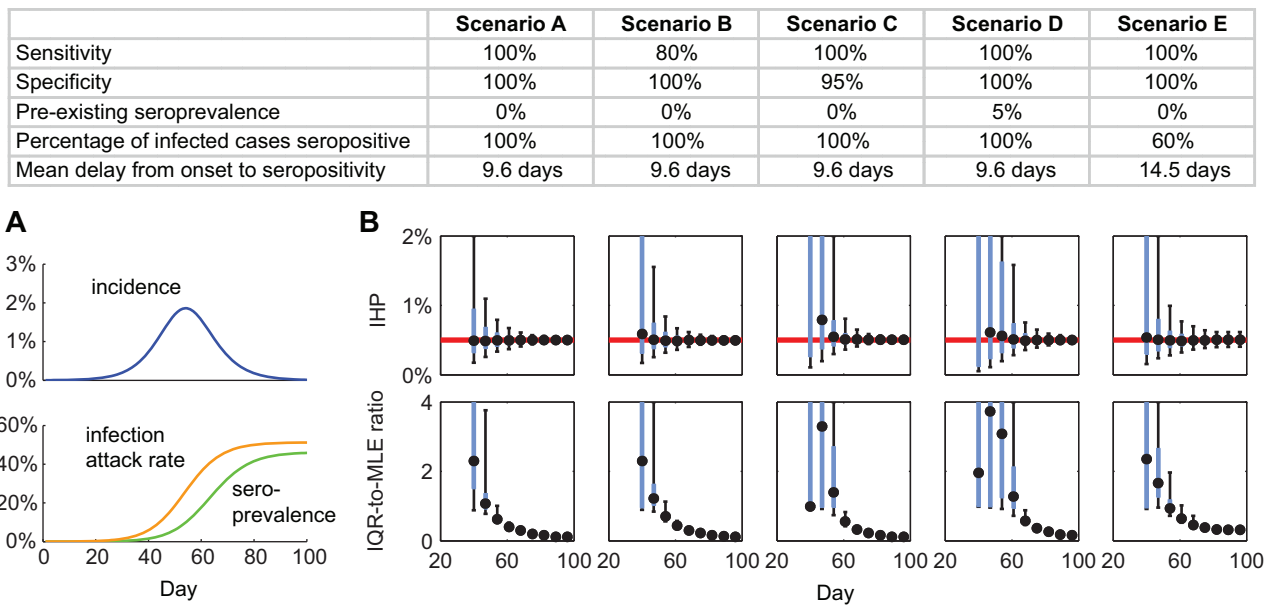 Scenario A Scenario B Scenario C Scenario D Scenario E
Sensitivity 100% 80% 100% 100% 100%
Specificity 100% 100% 95% 100% 100%
Pre-existing seroprevalence 0% 0% 0% 5% 0%
Percentage of infected cases seropositive 100% 100% 100% 100% 60%
Mean delay from onset to seropositivity 9.6 days 9.6 days 9.6 days 9.6 days 14.5 days
A
3%
2%
1%
0%
incidence
60%
40%
20%
0%
infection
attack rate
sero-
prevalence
0 20 40 60 80 100
Day
B
IHP
2%
1%
0%
IQR-to-MLE ratio
4
2
0
20 60 100 20 60 100 20 60 100 20 60 100 20 60 100
Day